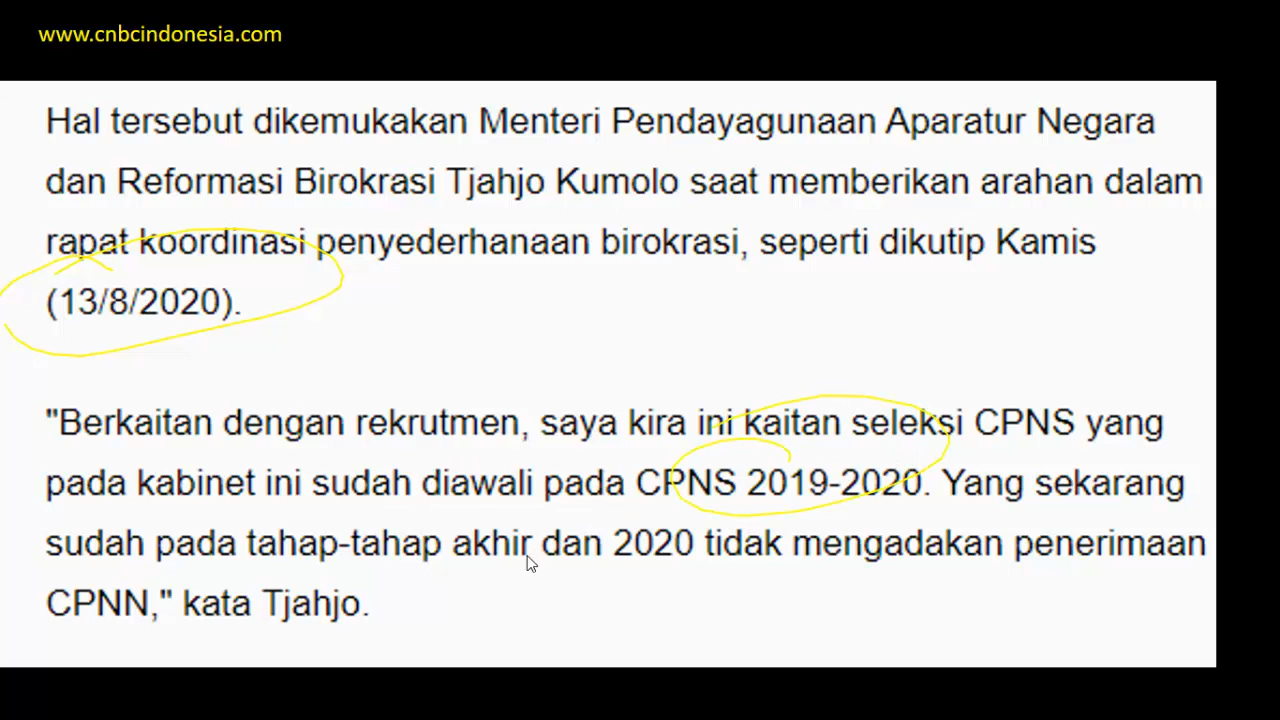 www.cnbcindonesia.com
Hal tersebut dikemukakan Menteri Pendayagunaan Aparatur Negara
dan Reformasi Birokrasi Tjahjo Kumolo saat memberikan arahan dalam
rapat koordinasi penyederhanaan birokrasi, seperti dikutip Kamis
(13/8/2020).
"Berkaitan dengan rekrutmen, saya kira ini kaitan seleksi CPNS yang
pada kabinet ini sudah diawali pada CPNS 2019-2020. Yang sekarang
sudah pada tahap-tahap akhir dan 2020 tidak mengadakan penerimaan
CPNN," kata Tjahjo.